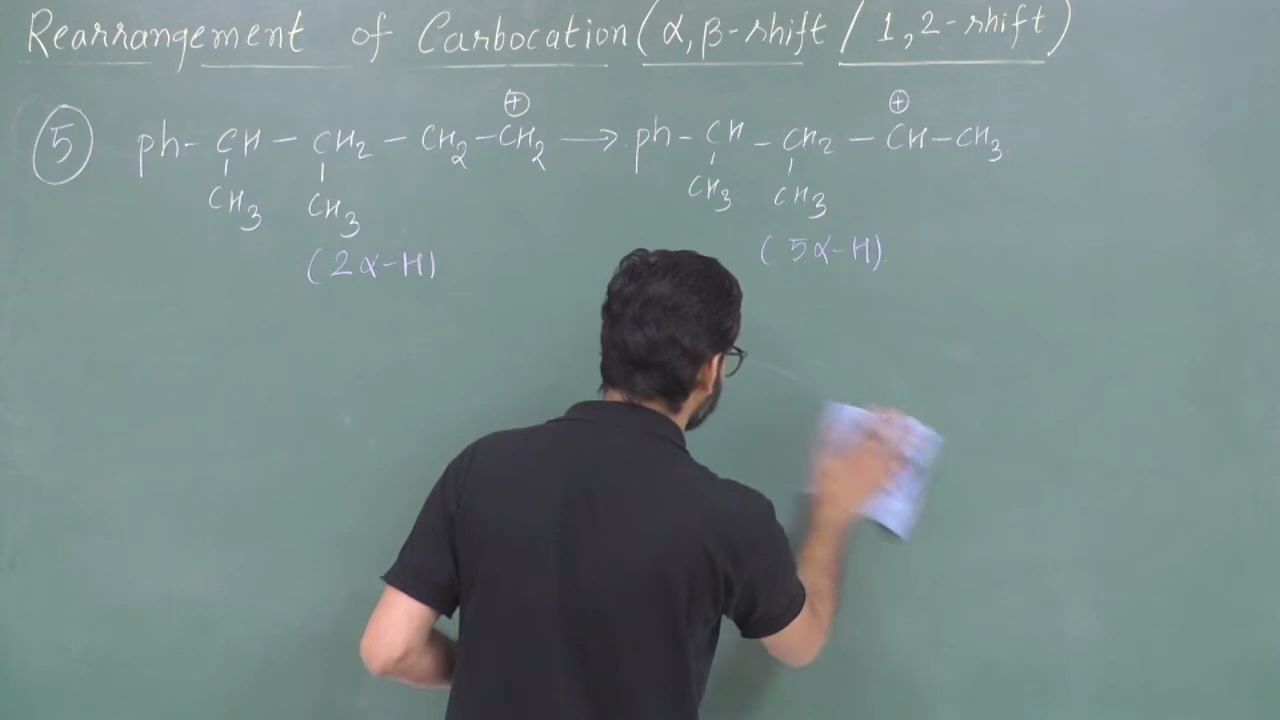 Rearrangement of Carbocation (α,β-shift / 1,2-shift)
⊕ ⊕
5 ph-CH-CH2-CH2-CH2 → ph-CH-CH2-CH-CH3
CH3 CH3 CH3 CH3
(2α-H) (5α-H)